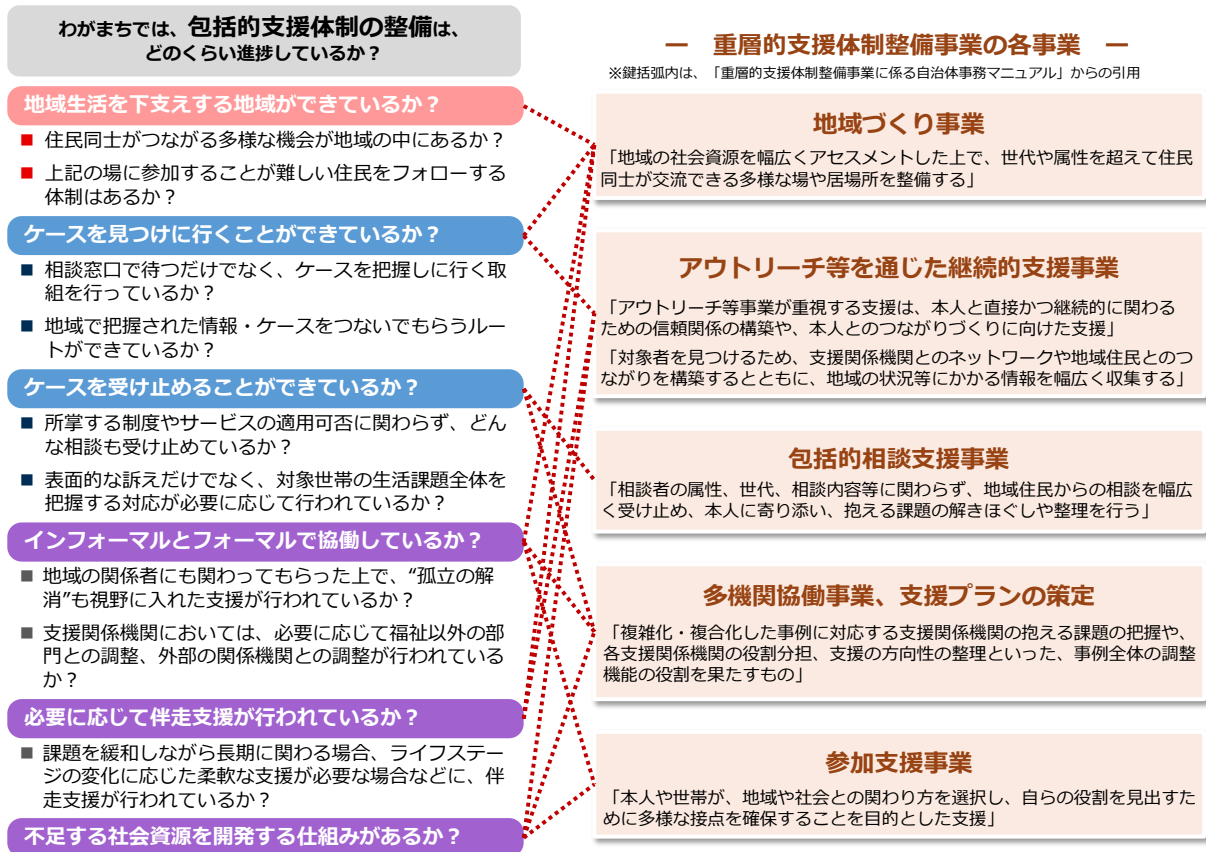 わがまちでは、包括的支援体制の整備は、
どのくらい進捗しているか？
地域生活を下支えする地域ができているか？
■ 住民同士がつながる多様な機会が地域の中にあるか？
■ 上記の場に参加することが難しい住民をフォローする
体制はあるか？
ケースを見つけに行くことができているか？
■ 相談窓口で待つだけでなく、ケースを把握しに行く取
組を行っているか？
■ 地域で把握された情報・ケースをつないでもらうルー
トができているか？
ケースを受け止めることができているか？
■ 所掌する制度やサービスの適用可否に関わらず、どん
な相談も受け止めているか？
■ 表面的な訴えだけでなく、対象世帯の生活課題全体を
把握する対応が必要に応じて行われているか？
インフォーマルとフォーマルで協働しているか？
■ 地域の関係者にも関わってもらった上で、“孤立の解
消”も視野に入れた支援が行われているか？
■ 支援関係機関においては、必要に応じて福祉以外の部
門との調整、外部の関係機関との調整が行われている
か？
必要に応じて伴走支援が行われているか？
■ 課題を緩和しながら長期に関わる場合、ライフステー
ジの変化に応じた柔軟な支援が必要な場合などに、伴
走支援が行われているか？
不足する社会資源を開発する仕組みがあるか？
― 重層的支援体制整備事業の各事業 ―
※鍵括弧内は、「重層的支援体制整備事業に係る自治体事務マニュアル」からの引用
地域づくり事業
「地域の社会資源を幅広くアセスメントした上で、世代や属性を超えて住民
同士が交流できる多様な場や居場所を整備する」
アウトリーチ等を通じた継続的支援事業
「アウトリーチ等事業が重視する支援は、本人と直接かつ継続的に関わる
ための信頼関係の構築や、本人とのつながりづくりに向けた支援」
「対象者を見つけるため、支援関係機関とのネットワークや地域住民とのつ
ながりを構築するとともに、地域の状況等にかかる情報を幅広く収集する」
包括的相談支援事業
「相談者の属性、世代、相談内容等に関わらず、地域住民からの相談を幅広
く受け止め、本人に寄り添い、抱える課題の解きほぐしや整理を行う」
多機関協働事業、支援プランの策定
「複雑化・複合化した事例に対応する支援関係機関の抱える課題の把握や、
各支援関係機関の役割分担、支援の方向性の整理といった、事例全体の調整
機能の役割を果たすもの」
参加支援事業
「本人や世帯が、地域や社会との関わり方を選択し、自らの役割を見出すた
めに多様な接点を確保することを目的とした支援」